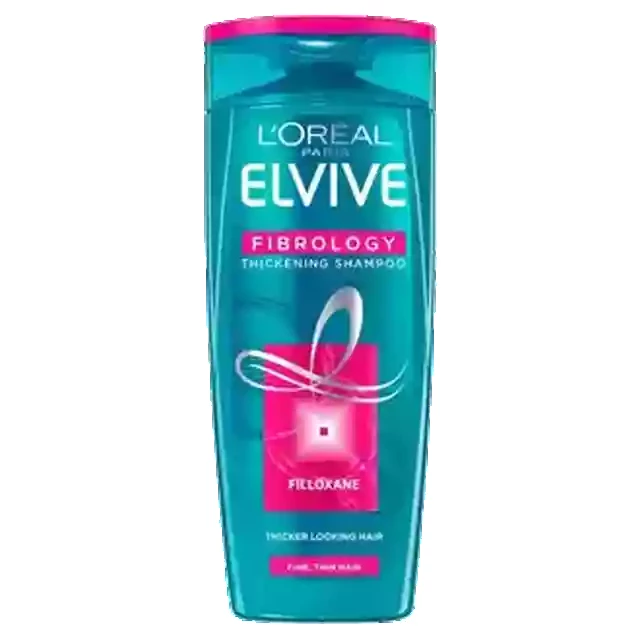 L'ORÉAL
PARIS
ELVIVE
FIBROLOGY
THICKENING SHAMPOO
FILLOXANE
THICKER LOOKING HAIR
FINE, THIN HAIR